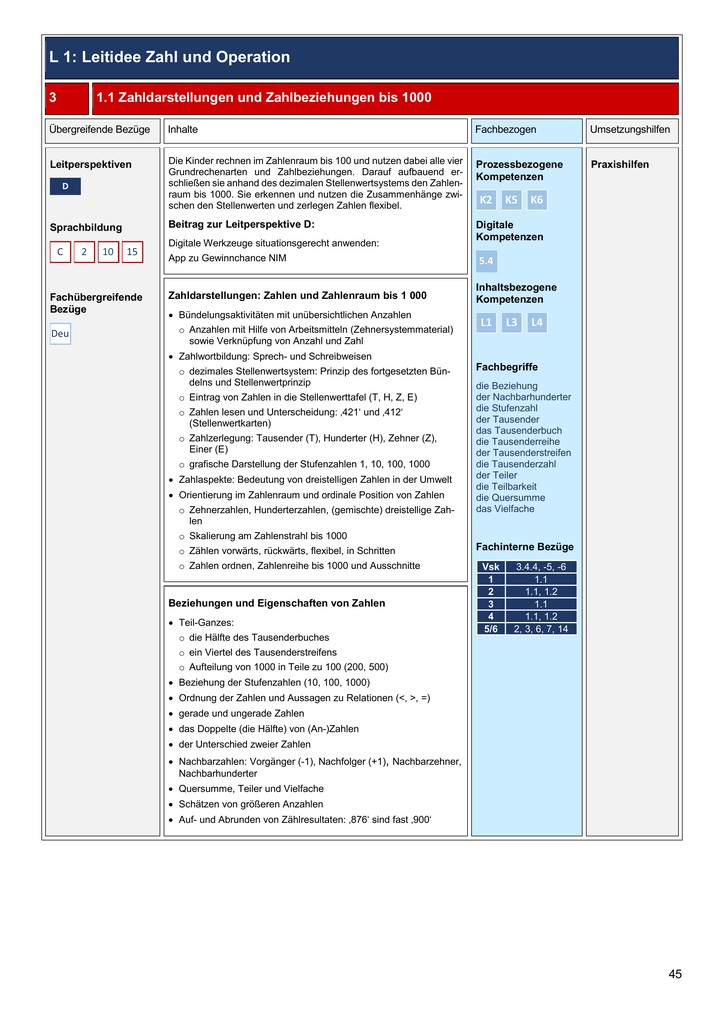 L 1: Leitidee Zahl und Operation
3
1.1 Zahldarstellungen und Zahlbeziehungen bis 1000
Übergreifende Bezüge
Inhalte
Fachbezogen
Umsetzungshilfen
Leitperspektiven
D
Sprachbildung
C 2 10 15
Fachübergreifende
Bezüge
Deu
Die Kinder rechnen im Zahlenraum bis 100 und nutzen dabei alle vier
Grundrechenarten und Zahlbeziehungen. Darauf aufbauend er-
schließen sie anhand des dezimalen Stellenwertsystems den Zahlen-
raum bis 1000. Sie erkennen und nutzen die Zusammenhänge zwi-
schen den Stellenwerten und zerlegen Zahlen flexibel.
Beitrag zur Leitperspektive D:
Digitale Werkzeuge situationsgerecht anwenden:
App zu Gewinnchance NIM
Zahldarstellungen: Zahlen und Zahlenraum bis 1 000
• Bündelungsaktivitäten mit unübersichtlichen Anzahlen
o Anzahlen mit Hilfe von Arbeitsmitteln (Zehnersystemmaterial)
sowie Verknüpfung von Anzahl und Zahl
• Zahlwortbildung: Sprech- und Schreibweisen
o dezimales Stellenwertsystem: Prinzip des fortgesetzten Bün-
delns und Stellenwertprinzip
o Eintrag von Zahlen in die Stellenwerttafel (T, H, Z, E)
o Zahlen lesen und Unterscheidung: ‚421‘ und ‚412‘
(Stellenwertkarten)
o Zahlzerlegung: Tausender (T), Hunderter (H), Zehner (Z),
Einer (E)
o grafische Darstellung der Stufenzahlen 1, 10, 100, 1000
• Zahlaspekte: Bedeutung von dreistelligen Zahlen in der Umwelt
• Orientierung im Zahlenraum und ordinale Position von Zahlen
o Zehnerzahlen, Hunderterzahlen, (gemischte) dreistellige Zah-
len
o Skalierung am Zahlenstrahl bis 1000
o Zählen vorwärts, rückwärts, flexibel, in Schritten
o Zahlen ordnen, Zahlenreihe bis 1000 und Ausschnitte
Beziehungen und Eigenschaften von Zahlen
• Teil-Ganzes:
o die Hälfte des Tausenderbuches
o ein Viertel des Tausenderstreifens
o Aufteilung von 1000 in Teile zu 100 (200, 500)
• Beziehung der Stufenzahlen (10, 100, 1000)
• Ordnung der Zahlen und Aussagen zu Relationen (<, >, =)
• gerade und ungerade Zahlen
• das Doppelte (die Hälfte) von (An-)Zahlen
• der Unterschied zweier Zahlen
• Nachbarzahlen: Vorgänger (-1), Nachfolger (+1), Nachbarzehner,
Nachbarhunderter
• Quersumme, Teiler und Vielfache
• Schätzen von größeren Anzahlen
• Auf- und Abrunden von Zählresultaten: ‚876‘ sind fast ‚900‘
Prozessbezogene
Kompetenzen
K2 K5 K6
Digitale
Kompetenzen
5.4
Inhaltsbezogene
Kompetenzen
L1 L3 L4
Fachbegriffe
die Beziehung
der Nachbarhunderter
die Stufenzahl
der Tausender
das Tausenderbuch
die Tausenderreihe
der Tausenderstreifen
die Tausenderzahl
der Teiler
die Teilbarkeit
die Quersumme
das Vielfache
Fachinterne Bezüge
Vsk 3.4.4, -5, -6
1 1.1
2 1.1, 1.2
3 1.1
4 1.1, 1.2
5/6 2, 3, 6, 7, 14
Praxishilfen
45